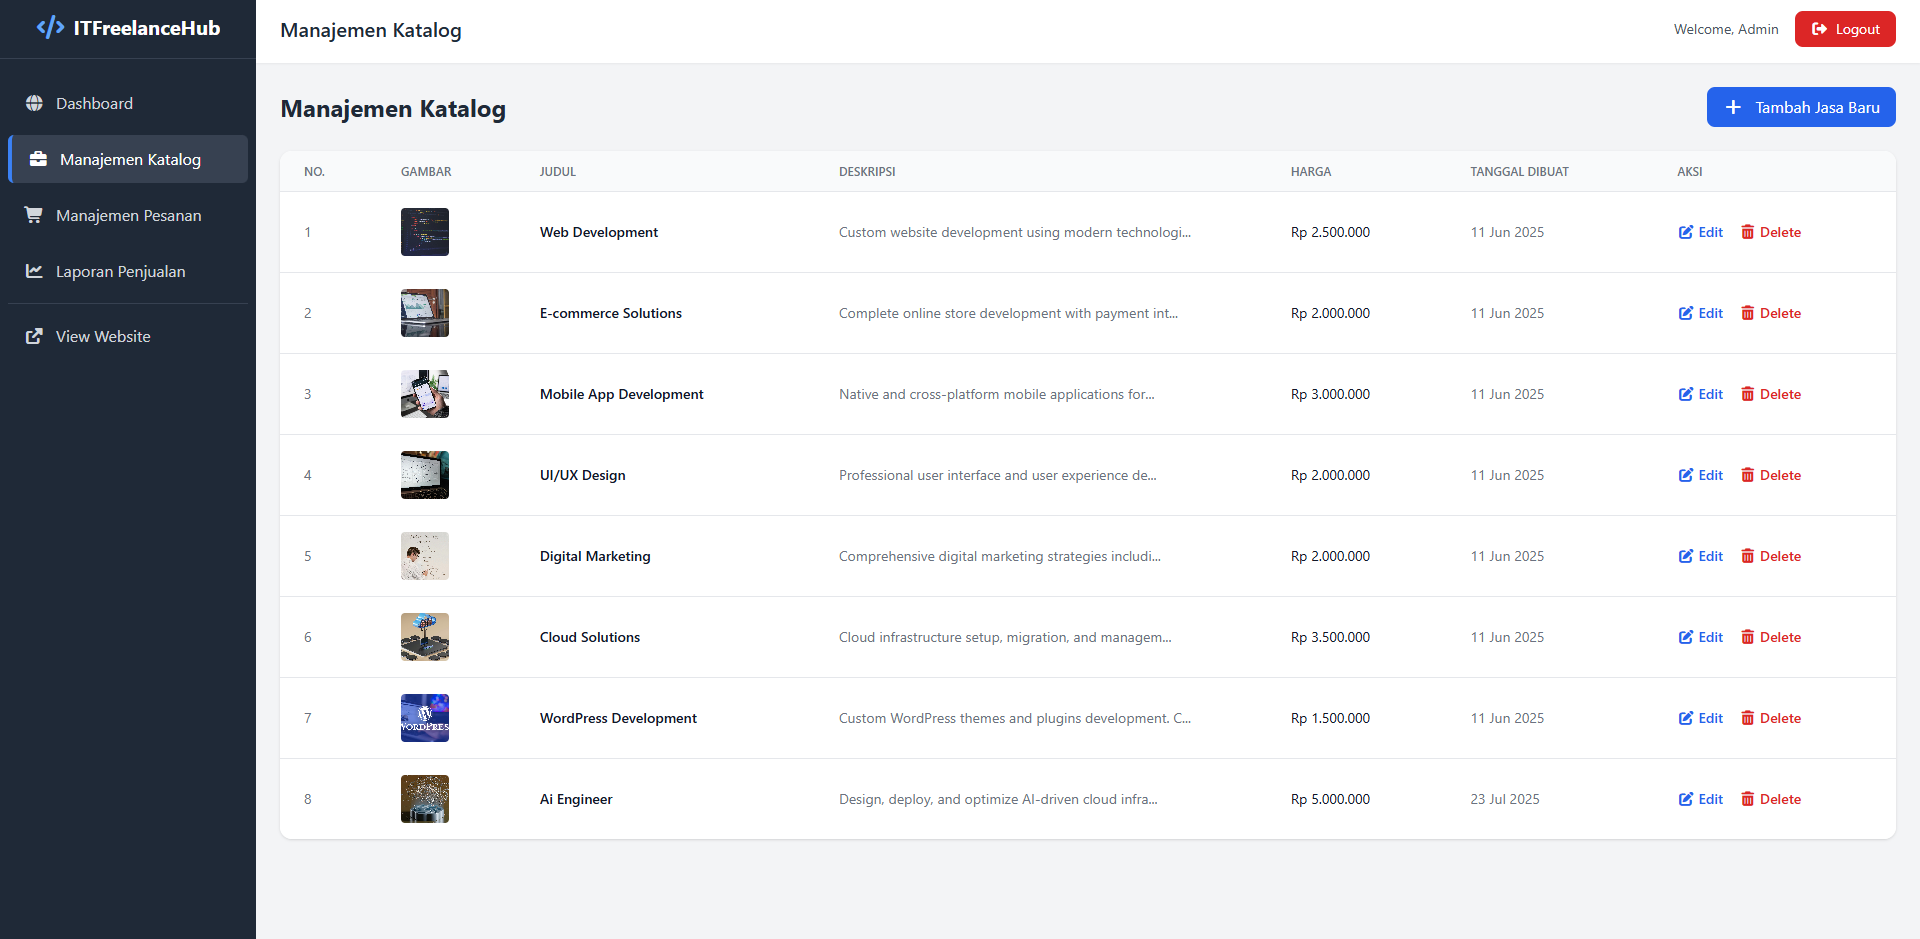 ITFreelanceHub
Manajemen Katalog
Welcome, Admin
Logout
Dashboard
Manajemen Katalog
Manajemen Pesanan
Laporan Penjualan
View Website
Manajemen Katalog
Tambah Jasa Baru
NO. GAMBAR JUDUL DESKRIPSI HARGA TANGGAL DIBUAT AKSI
1 Web Development Custom website development using modern technologi... Rp 2.500.000 11 Jun 2025 Edit Delete
2 E-commerce Solutions Complete online store development with payment int... Rp 2.000.000 11 Jun 2025 Edit Delete
3 Mobile App Development Native and cross-platform mobile applications for... Rp 3.000.000 11 Jun 2025 Edit Delete
4 UI/UX Design Professional user interface and user experience de... Rp 2.000.000 11 Jun 2025 Edit Delete
5 Digital Marketing Comprehensive digital marketing strategies includi... Rp 2.000.000 11 Jun 2025 Edit Delete
6 Cloud Solutions Cloud infrastructure setup, migration, and managem... Rp 3.500.000 11 Jun 2025 Edit Delete
7 WordPress Development Custom WordPress themes and plugins development. C... Rp 1.500.000 11 Jun 2025 Edit Delete
8 Ai Engineer Design, deploy, and optimize AI-driven cloud infra... Rp 5.000.000 23 Jul 2025 Edit Delete